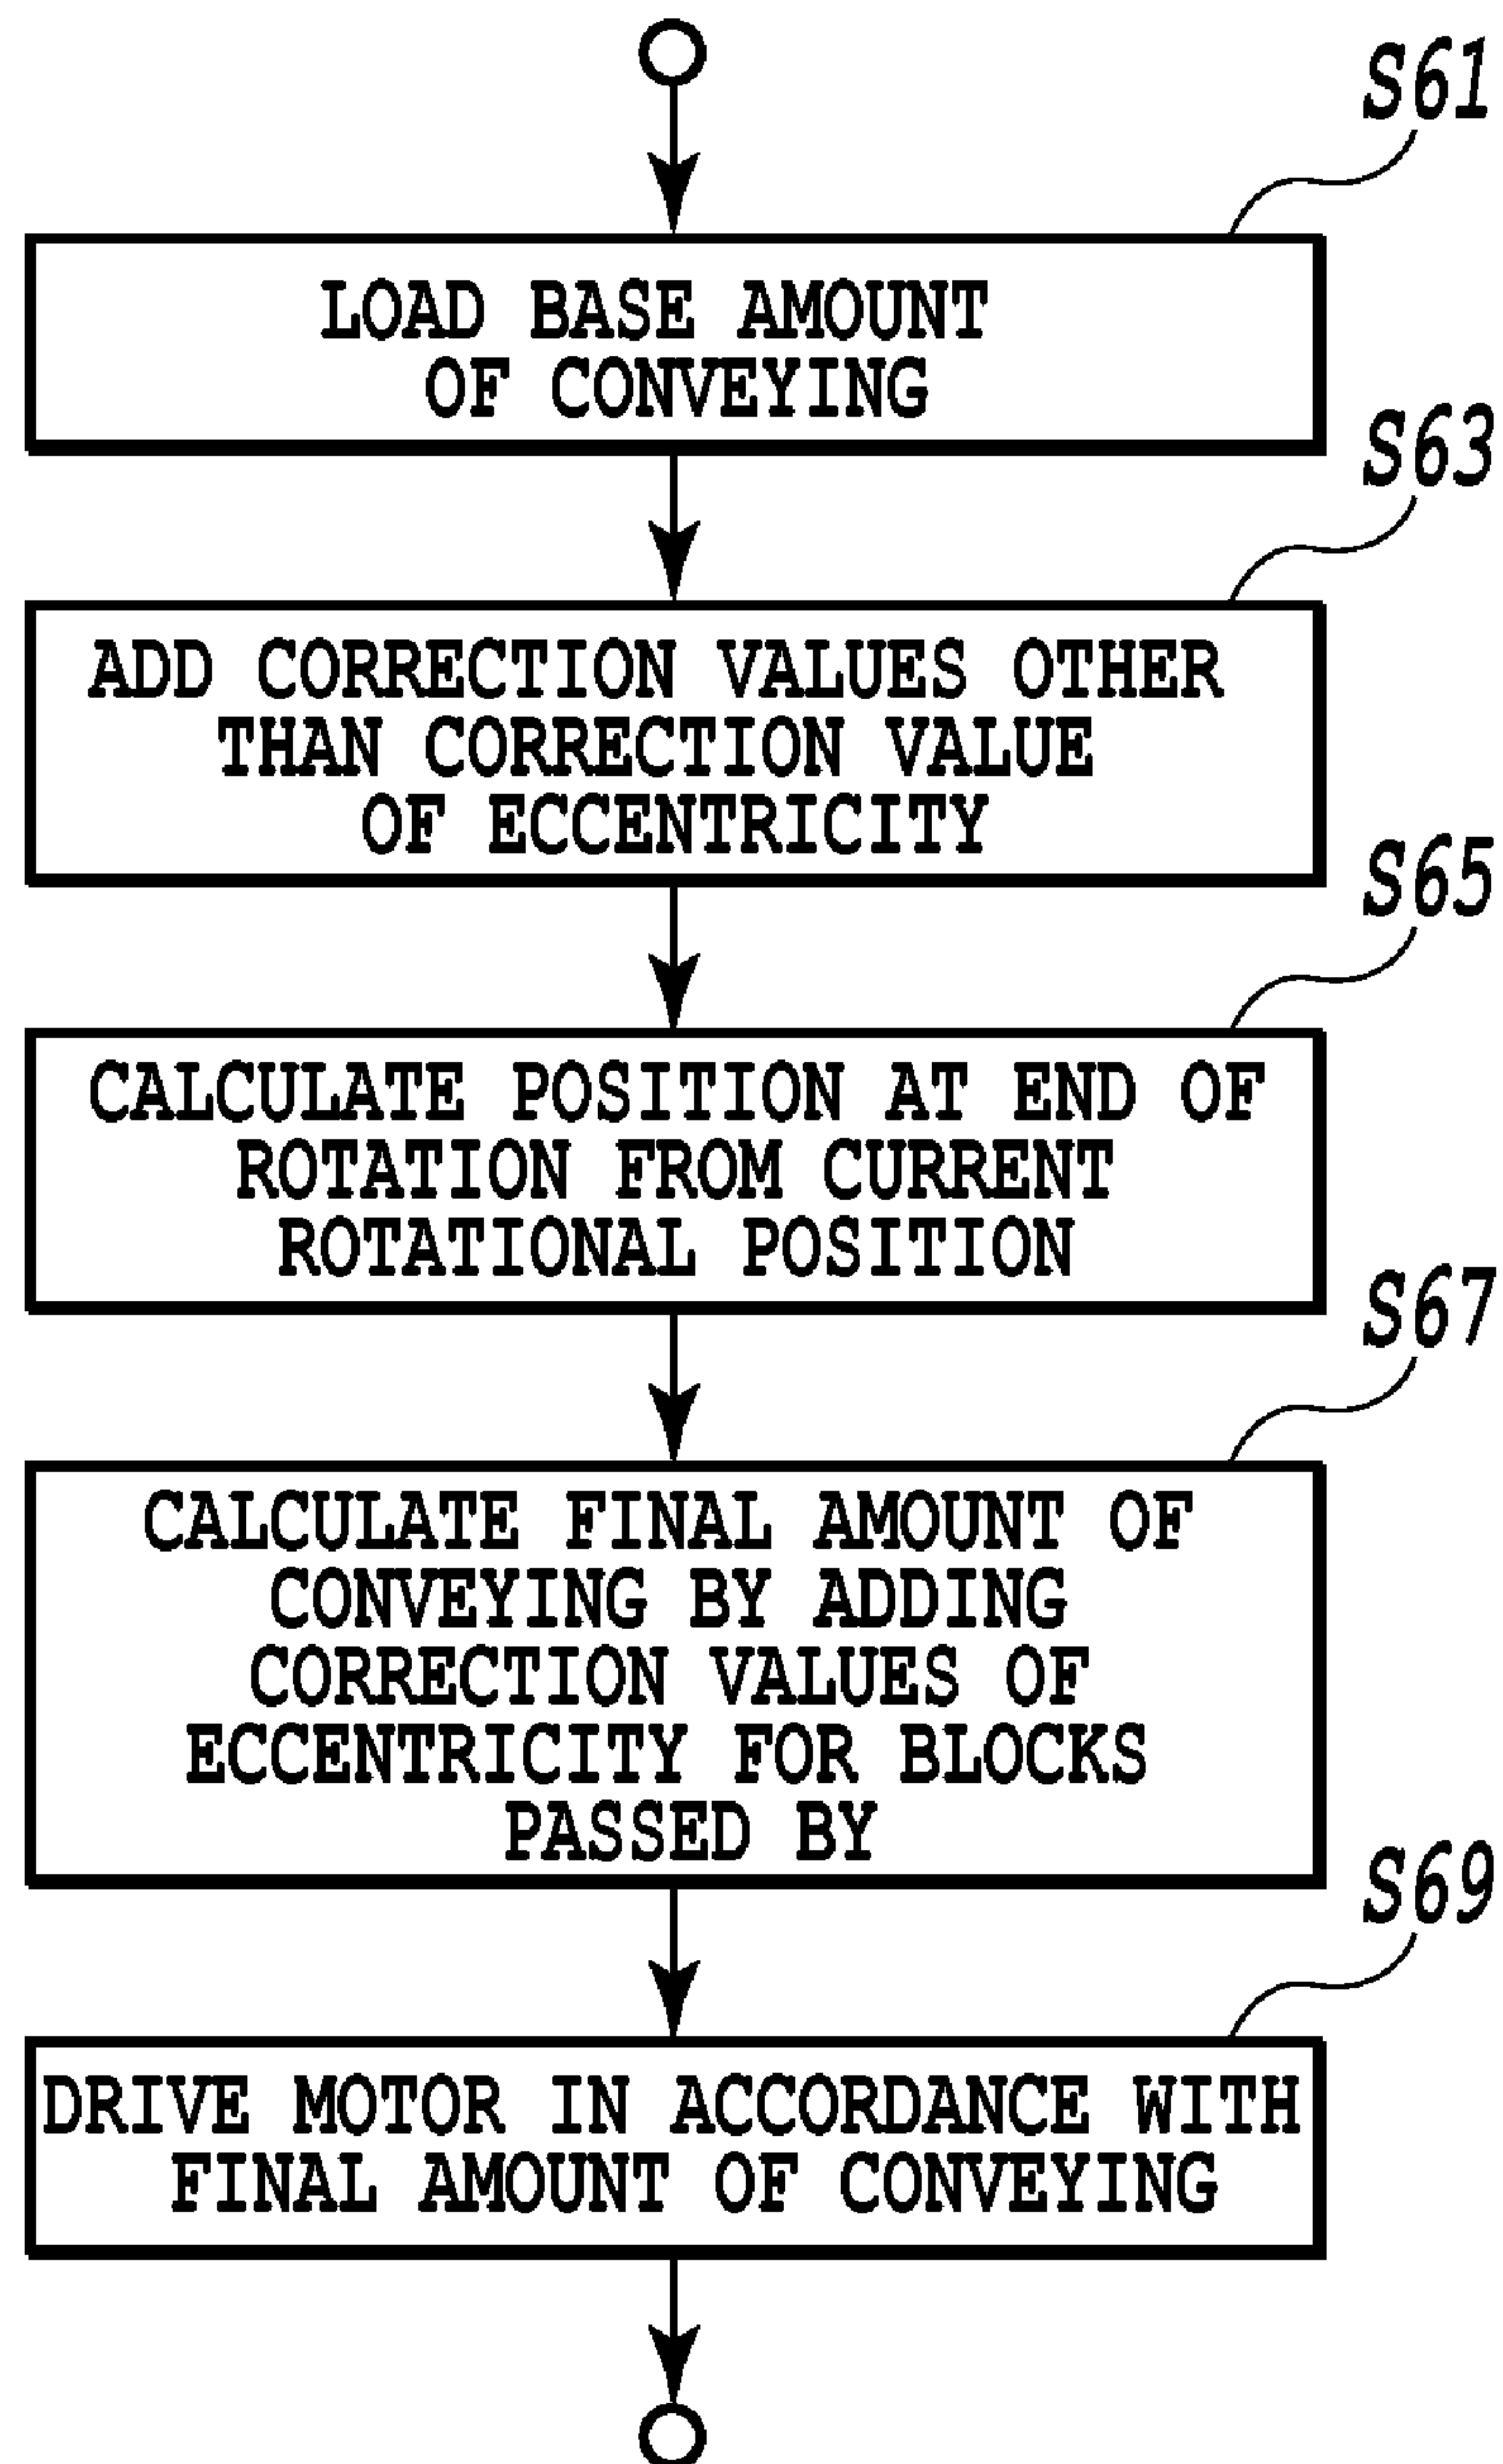 S61
LOAD BASE AMOUNT
OF CONVEYING
S63
ADD CORRECTION VALUES OTHER
THAN CORRECTION VALUE
OF ECCENTRICITY
S65
CALCULATE POSITION AT END OF
ROTATION FROM CURRENT
ROTATIONAL POSITION
S67
CALCULATE FINAL AMOUNT OF
CONVEYING BY ADDING
CORRECTION VALUES OF
ECCENTRICITY FOR BLOCKS
PASSED BY
S69
DRIVE MOTOR IN ACCORDANCE WITH
FINAL AMOUNT OF CONVEYING